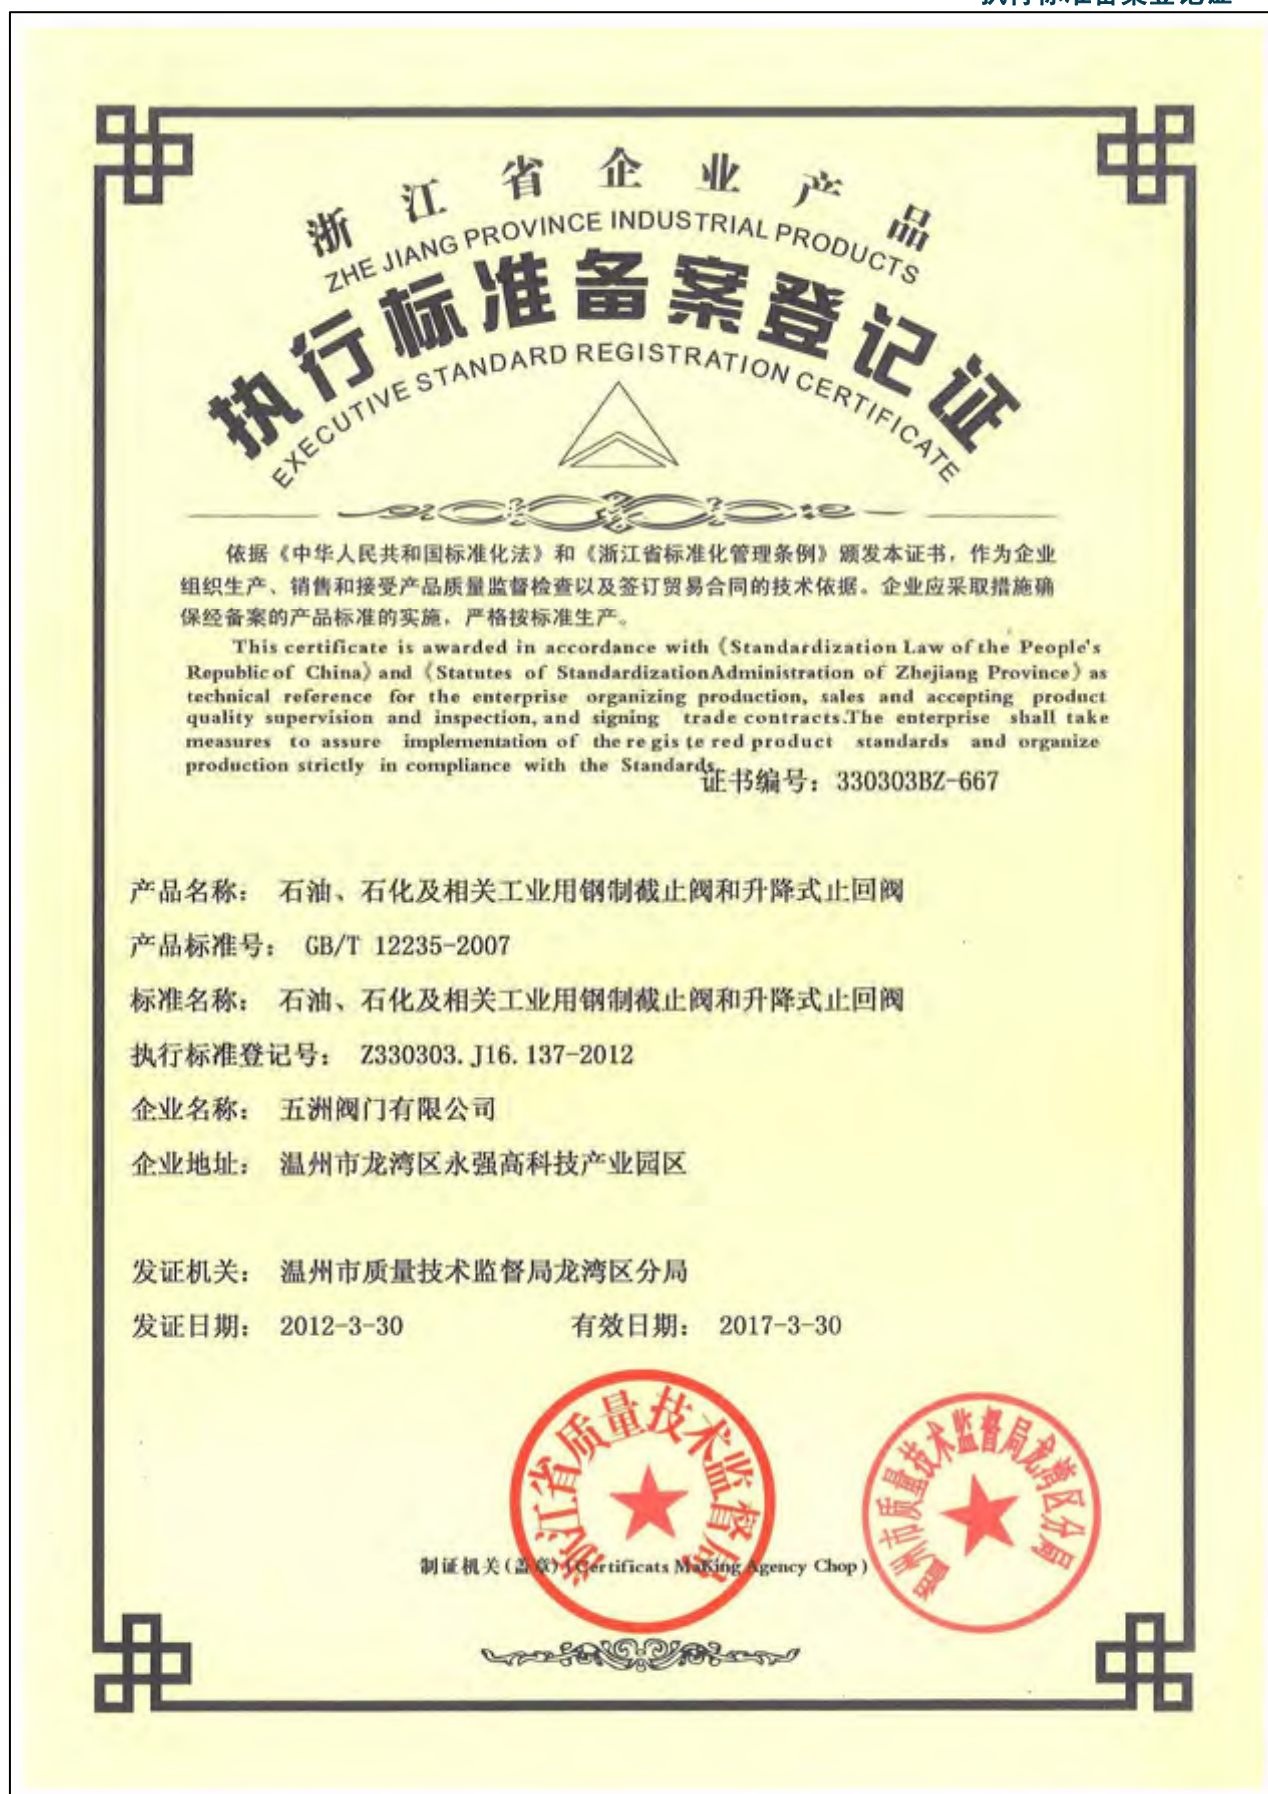 执行标准备案登记证
浙江省企业产品
ZHE JIANG PROVINCE INDUSTRIAL PRODUCTS
执行标准备案登记证
EXECUTIVE STANDARD REGISTRATION CERTIFICATE
依据《中华人民共和国标准化法》和《浙江省标准化管理条例》颁发本证书，作为企业
组织生产、销售和接受产品质量监督检查以及签订贸易合同的技术依据。企业应采取措施确
保经备案的产品标准的实施，严格按标准生产。
This certificate is awarded in accordance with《Standardization Law of the People's
Republic of China》and《Statutes of Standardization Administration of Zhejiang Province》as
technical reference for the enterprise organizing production, sales and accepting product
quality supervision and inspection, and signing trade contracts.The enterprise shall take
measures to assure implementation of the re gis te red product standards and organize
production strictly in compliance with the Standards.
证书编号：330303BZ-667
产品名称： 石油、石化及相关工业用钢制截止阀和升降式止回阀
产品标准号： GB/T 12235-2007
标准名称： 石油、石化及相关工业用钢制截止阀和升降式止回阀
执行标准登记号： Z330303.J16.137-2012
企业名称： 五洲阀门有限公司
企业地址： 温州市龙湾区永强高科技产业园区
发证机关： 温州市质量技术监督局龙湾区分局
发证日期： 2012-3-30 有效日期： 2017-3-30
浙江省质量技术监督局
温州市质量技术监督局龙湾区分局
制证机关(盖章)(Certificats MaKing Agency Chop)